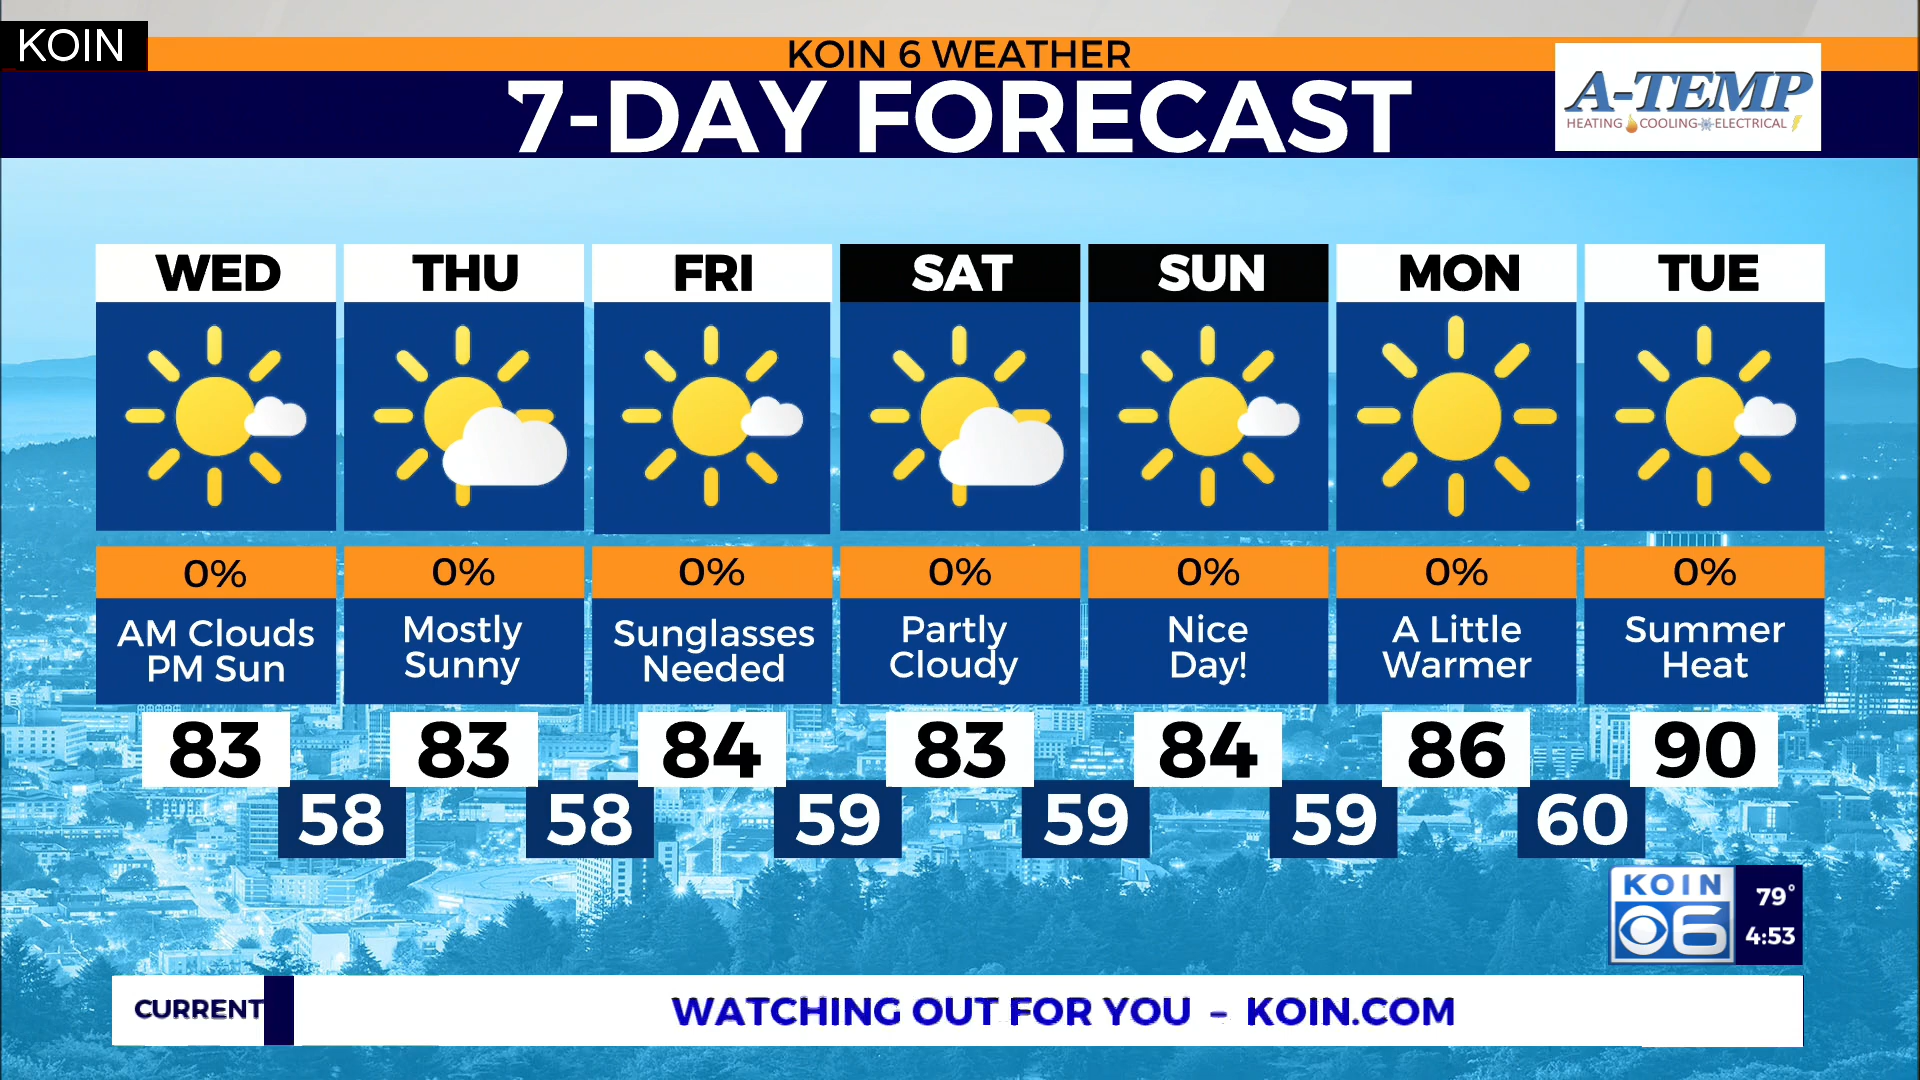 KOIN
KOIN 6 WEATHER
7-DAY FORECAST
A-TEMP
HEATING COOLING ELECTRICAL
WED THU FRI SAT SUN MON TUE
0% 0% 0% 0% 0% 0% 0%
AM Clouds
PM Sun
Mostly
Sunny
Sunglasses
Needed
Partly
Cloudy
Nice
Day!
A Little
Warmer
Summer
Heat
83 83 84 83 84 86 90
58 58 59 59 59 60
KOIN
6
79°
4:53
CURRENT
WATCHING OUT FOR YOU - KOIN.COM